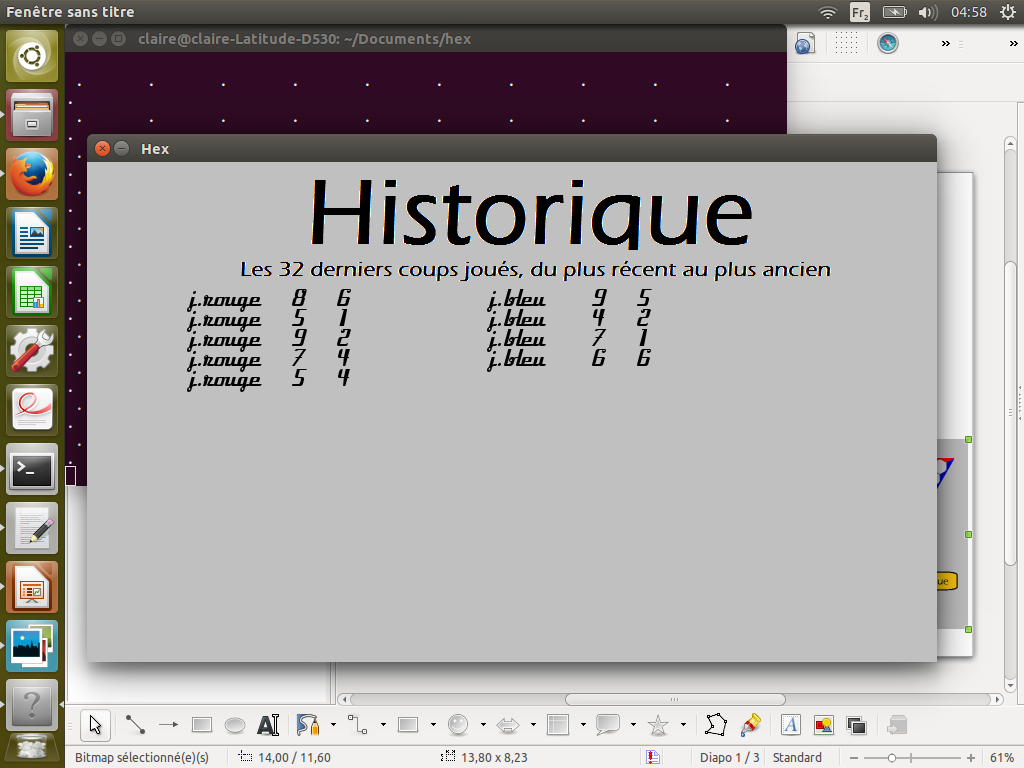 Fenêtre sans titre
Fr2
04:58
claire@claire-Latitude-D530: ~/Documents/hex
Hex
Historique
Les 32 derniers coups joués, du plus récent au plus ancien
j.rouge 8 6 j.bleu 9 5
j.rouge 5 1 j.bleu 4 2
j.rouge 9 2 j.bleu 7 1
j.rouge 7 4 j.bleu 6 6
j.rouge 5 4
ue
Bitmap sélectionné(e)(s) 14,00 / 11,60 13,80 x 8,23 Diapo 1 / 3 Standard 61%